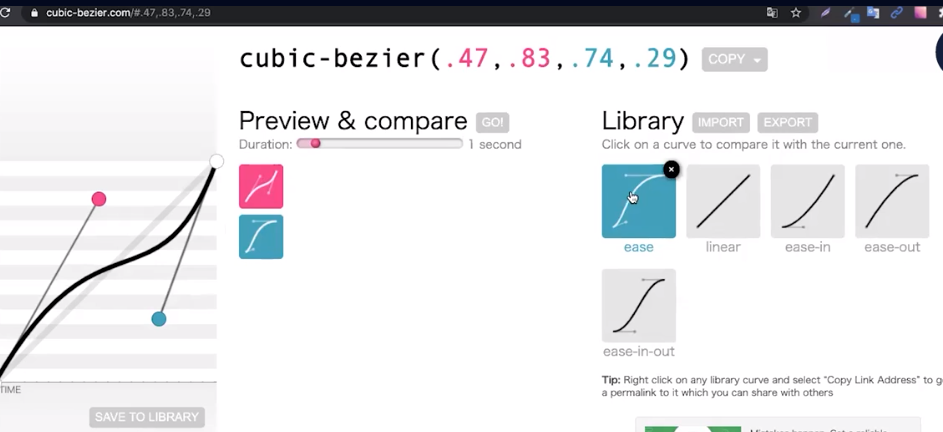 cubic-bezier.com/#.47,.83,.74,.29
cubic-bezier(.47,.83,.74,.29)
COPY
Preview & compare
GO!
Duration:
1 second
Library
IMPORT
EXPORT
Click on a curve to compare it with the current one.
ease
linear
ease-in
ease-out
ease-in-out
TIME
SAVE TO LIBRARY
Tip: Right click on any library curve and select "Copy Link Address" to
a permalink to it which you can share with others